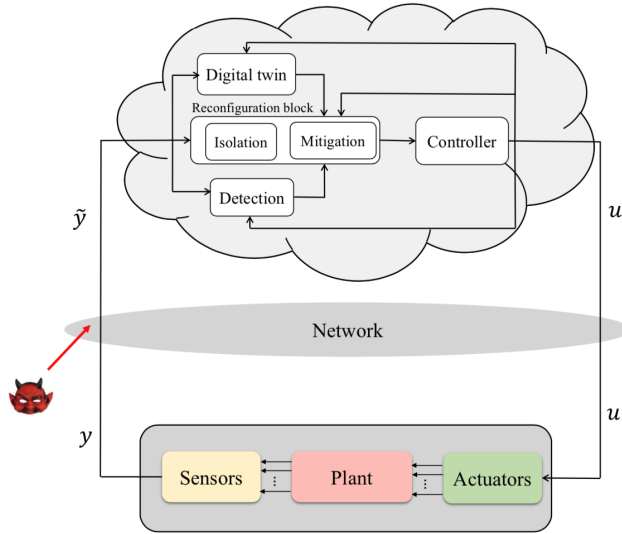 Digital twin
Reconfiguration block
Isolation
Mitigation
Controller
Detection
ỹ
u
Network
y
u
Sensors
⋮
Plant
⋮
Actuators